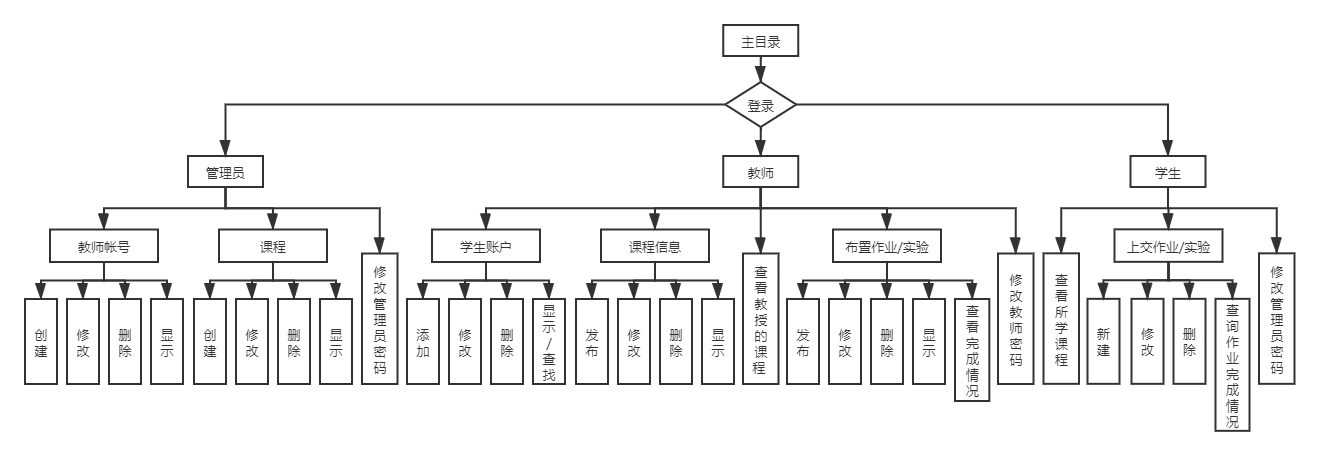 主目录
登录
管理员
教师
学生
教师帐号
课程
修改管理员密码
学生账户
课程信息
查看教授的课程
布置作业/实验
修改教师密码
查看所学课程
上交作业/实验
修改管理员密码
创建
修改
删除
显示
创建
修改
删除
显示
添加
修改
删除
显示/查找
发布
修改
删除
显示
发布
修改
删除
显示
查看完成情况
新建
修改
删除
查询作业完成情况